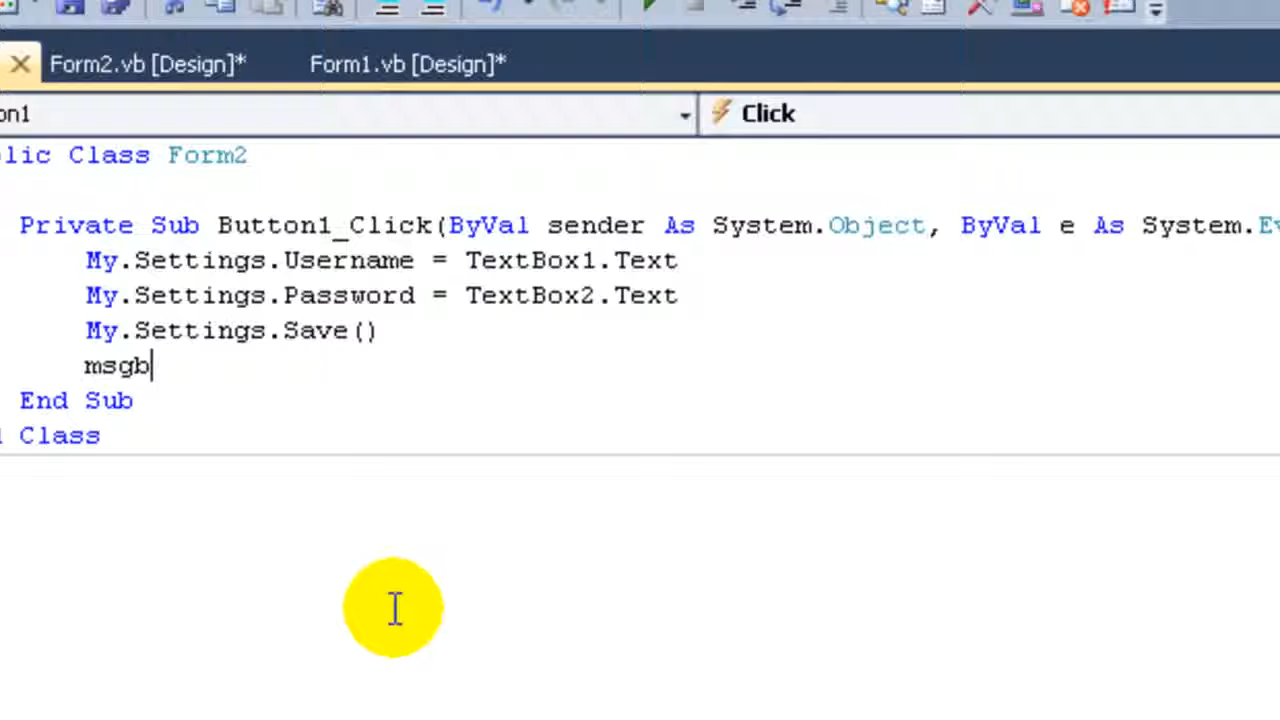 Form2.vb [Design]* Form1.vb [Design]*
on1 Click
lic Class Form2
Private Sub Button1_Click(ByVal sender As System.Object, ByVal e As System.Ev
My.Settings.Username = TextBox1.Text
My.Settings.Password = TextBox2.Text
My.Settings.Save()
msgb
End Sub
Class